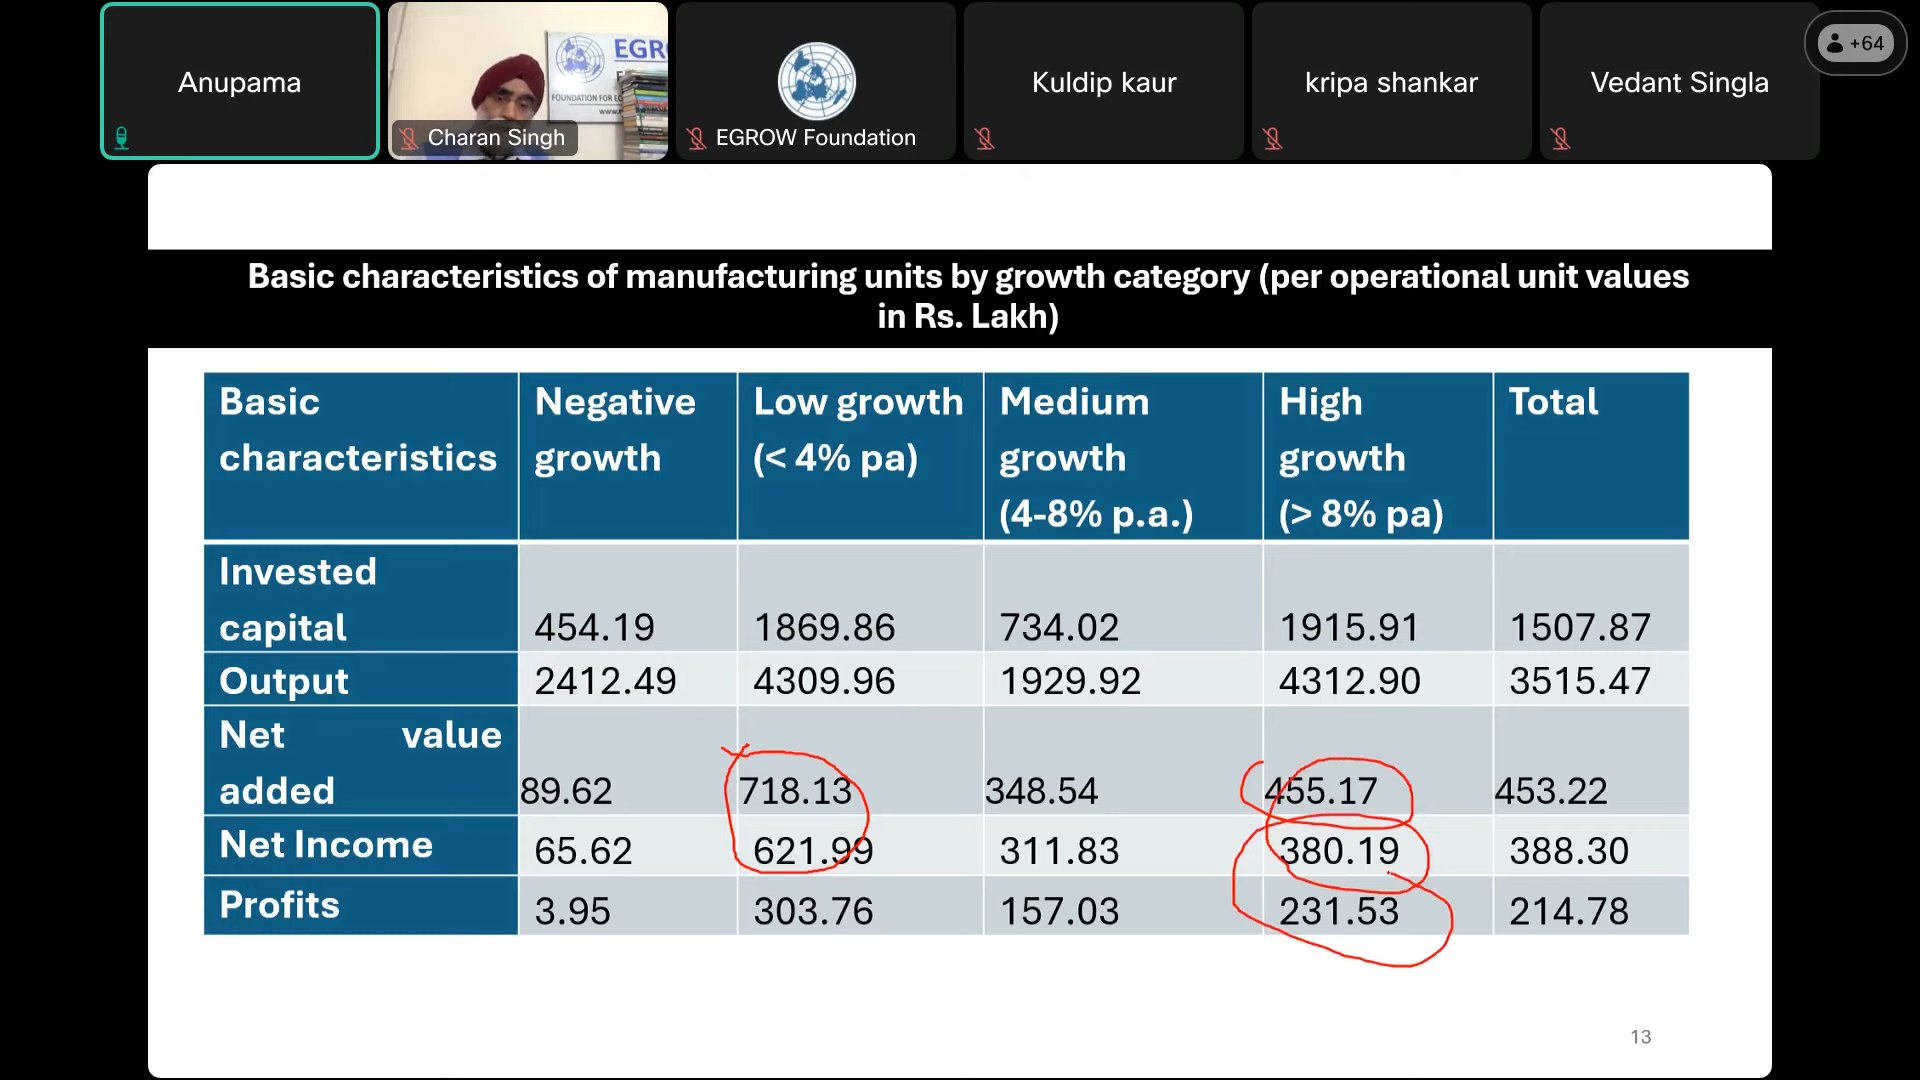 Anupama
EGR
FOUNDATION FOR E
Charan Singh
EGROW Foundation
Kuldip kaur
kripa shankar
Vedant Singla
+64
Basic characteristics of manufacturing units by growth category (per operational unit values
in Rs. Lakh)
Basic characteristics
Negative growth
Low growth (< 4% pa)
Medium growth (4-8% p.a.)
High growth (> 8% pa)
Total
Invested capital 454.19 1869.86 734.02 1915.91 1507.87
Output 2412.49 4309.96 1929.92 4312.90 3515.47
Net value added 89.62 718.13 348.54 455.17 453.22
Net Income 65.62 621.99 311.83 380.19 388.30
Profits 3.95 303.76 157.03 231.53 214.78
13